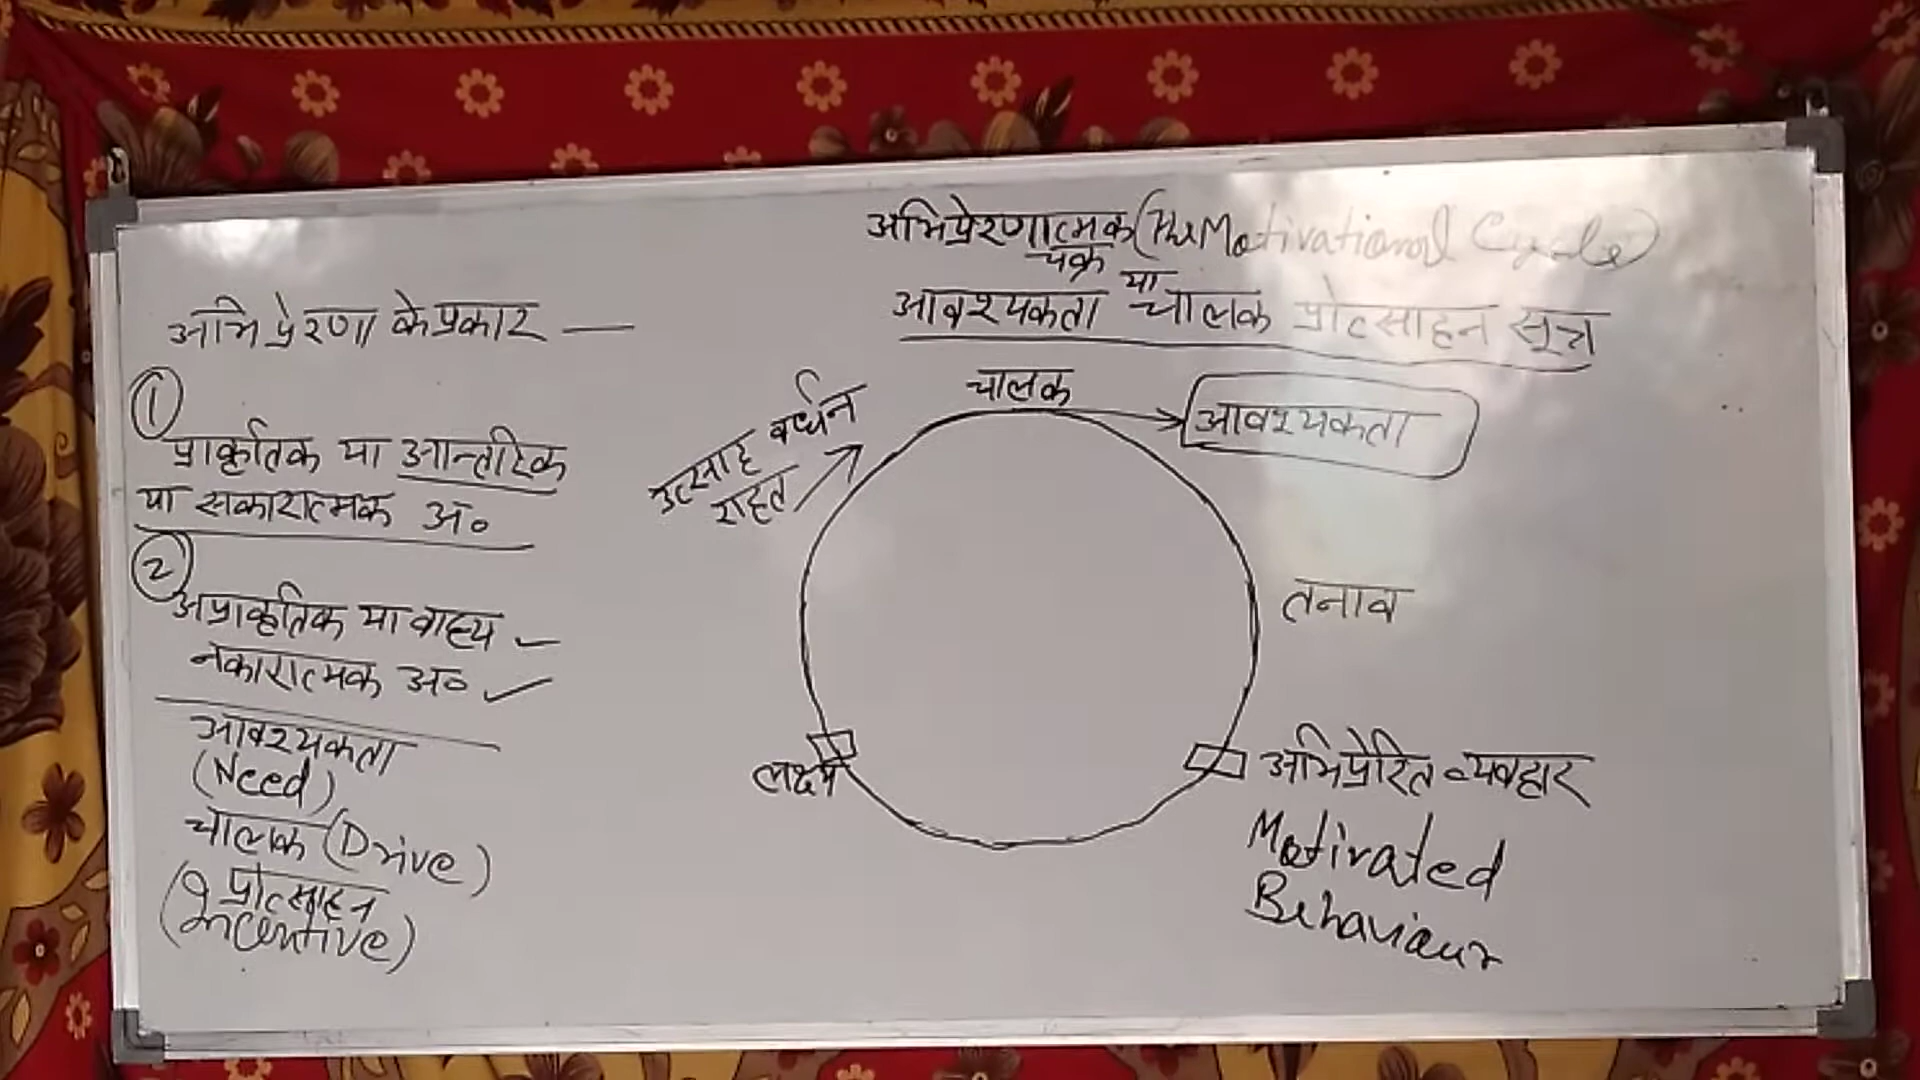 अभिप्रेरणात्मक (The Motivational Cycle)
चक्र
या
आवश्यकता चालक प्रोत्साहन सूत्र
अभिप्रेरणा के प्रकार —
1
प्राकृतिक या आन्तरिक
या सकारात्मक अ०
2
अप्राकृतिक या वाह्य
नकारात्मक अ०
आवश्यकता
(Need)
चालक (Drive)
प्रोत्साहन
(Incentive)
चालक
आवश्यकता
उत्साह वर्धन
राहत
तनाव
लक्ष्य
अभिप्रेरित व्यवहार
Motivated
Behaviour